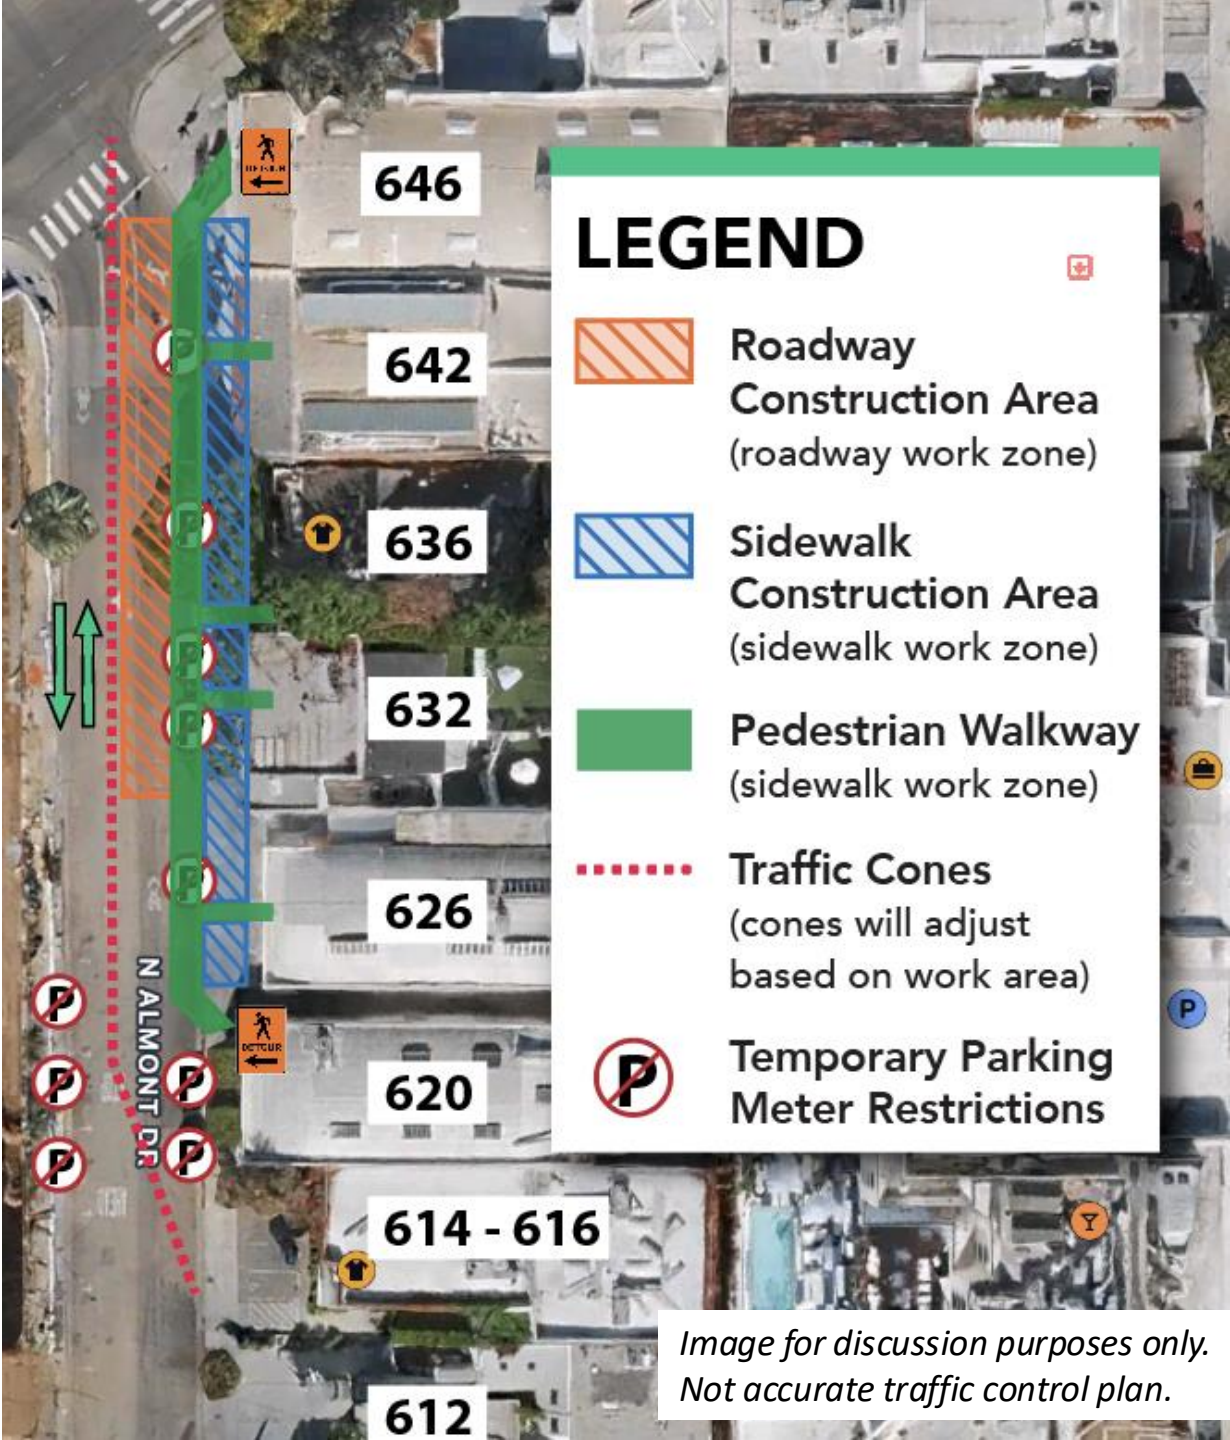 DETOUR
646
642
636
632
626
N ALMONT DR
DETOUR
620
614 - 616
612
LEGEND
Roadway
Construction Area
(roadway work zone)
Sidewalk
Construction Area
(sidewalk work zone)
Pedestrian Walkway
(sidewalk work zone)
Traffic Cones
(cones will adjust
based on work area)
P
Temporary Parking
Meter Restrictions
P
P
P
P
P
P
P
P
P
P
P
Image for discussion purposes only.
Not accurate traffic control plan.